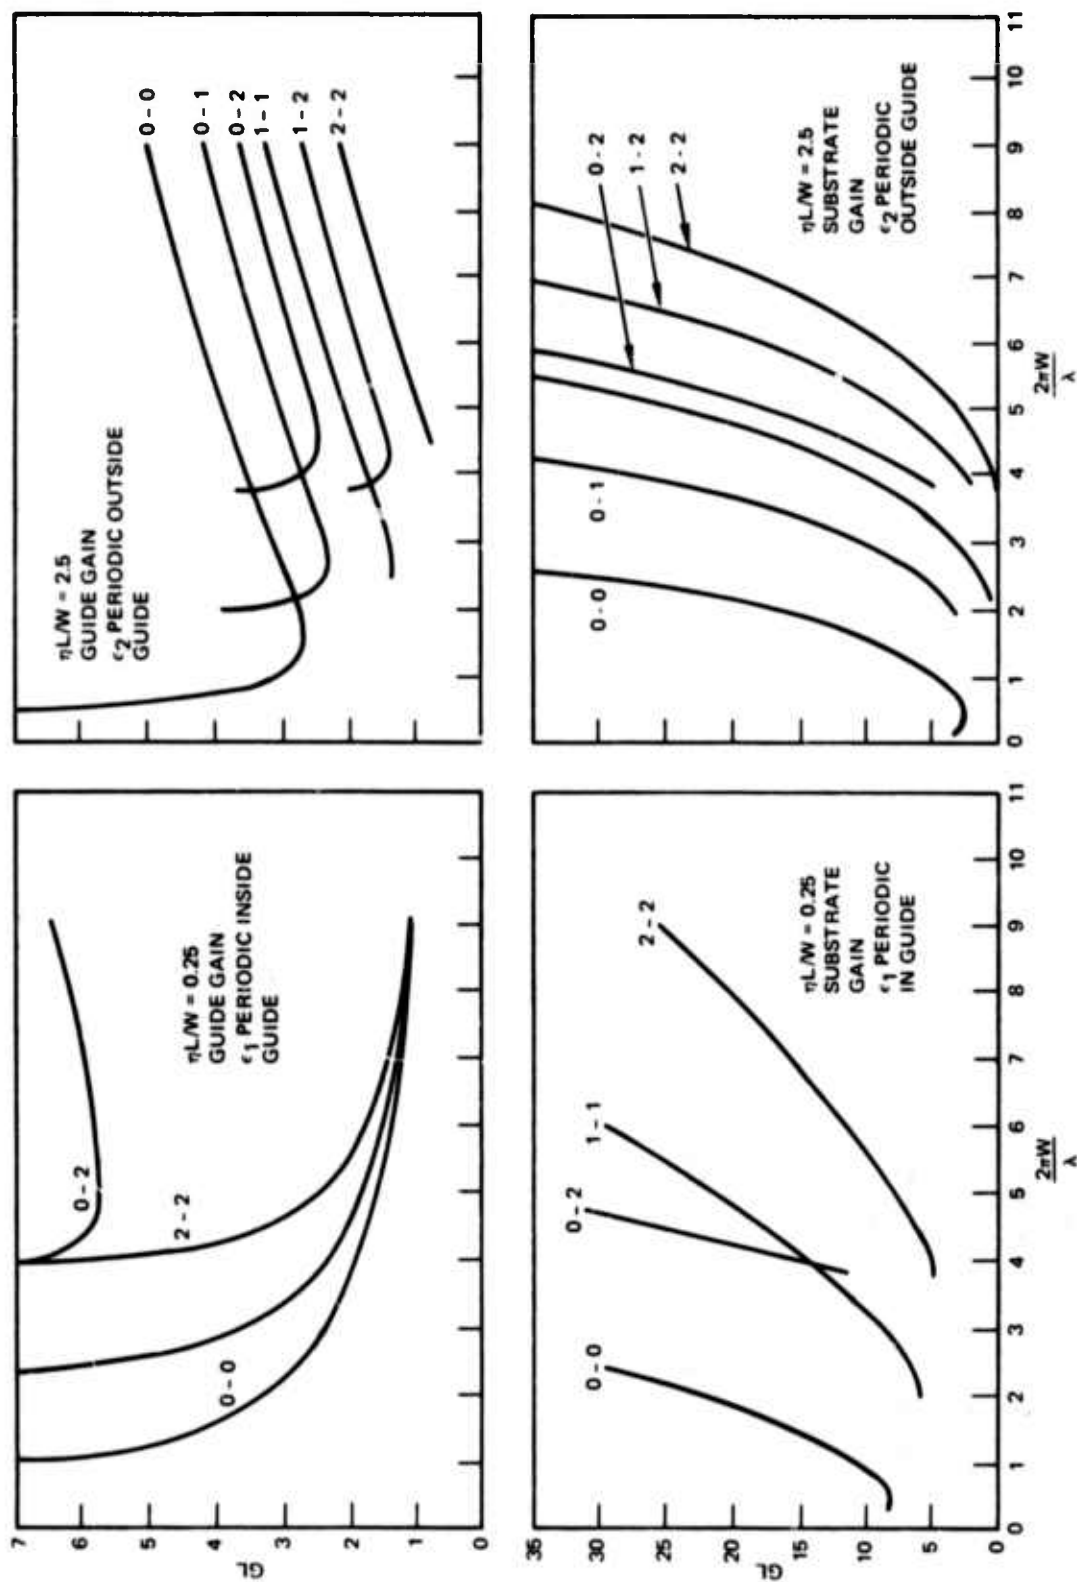 GL
7
6
5
4
3
2
1
0
0 – 2
ηL/W = 0.25
GUIDE GAIN
ϵ₁ PERIODIC INSIDE
GUIDE
2 – 2
0 – 0
ηL/W = 2.5
GUIDE GAIN
ϵ₂ PERIODIC OUTSIDE
GUIDE
0 – 0
0 – 1
0 – 2
1 – 1
1 – 2
2 – 2
GL
35
30
25
20
15
10
5
0
0 – 0
0 – 2
1 – 1
2 – 2
ηL/W = 0.25
SUBSTRATE
GAIN
ϵ₁ PERIODIC
IN GUIDE
0 1 2 3 4 5 6 7 8 9 10 11
2πW
λ
0 – 0
0 – 1
0 – 2
1 – 2
2 – 2
ηL/W = 2.5
SUBSTRATE
GAIN
ϵ₂ PERIODIC
OUTSIDE GUIDE
0 1 2 3 4 5 6 7 8 9 10 11
2πW
λ